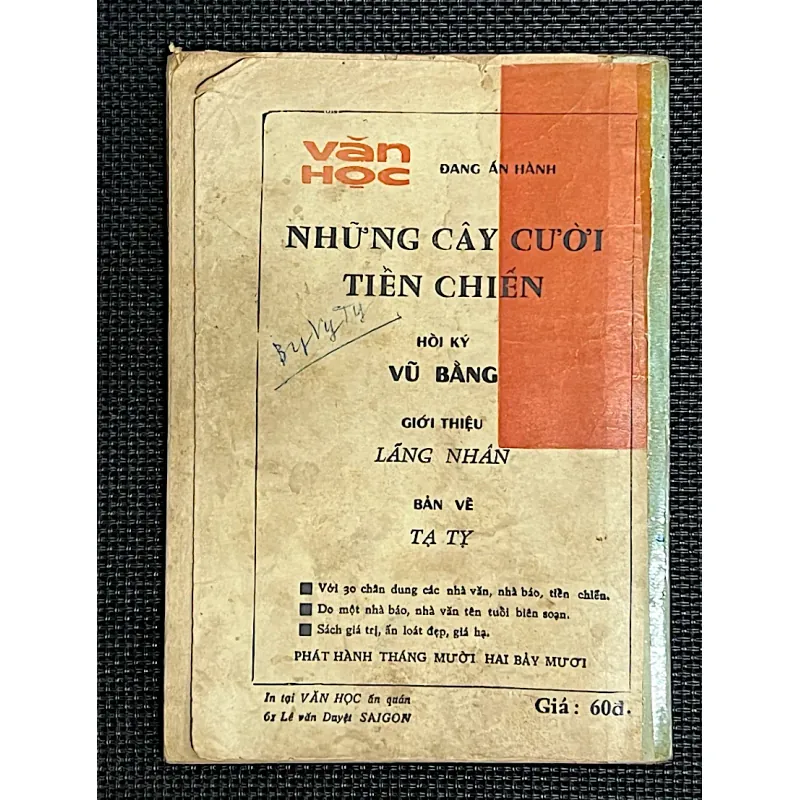 Văn
Học
ĐANG ẤN HÀNH
NHỮNG CÂY CƯỜI
TIỀN CHIẾN
HỒI KÝ
VŨ BẰNG
GIỚI THIỆU
LÃNG NHÂN
BẢN VẼ
TẠ TỴ
Với 30 chân dung các nhà văn, nhà báo, tiền chiến.
Do một nhà báo, nhà văn tên tuổi biên soạn.
Sách giá trị, ấn loát đẹp, giá hạ.
PHÁT HÀNH THÁNG MƯỜI HAI BẢY MƯƠI
In tại VĂN HỌC ấn quán
61 Lê văn Duyệt SAIGON
Giá : 60đ.